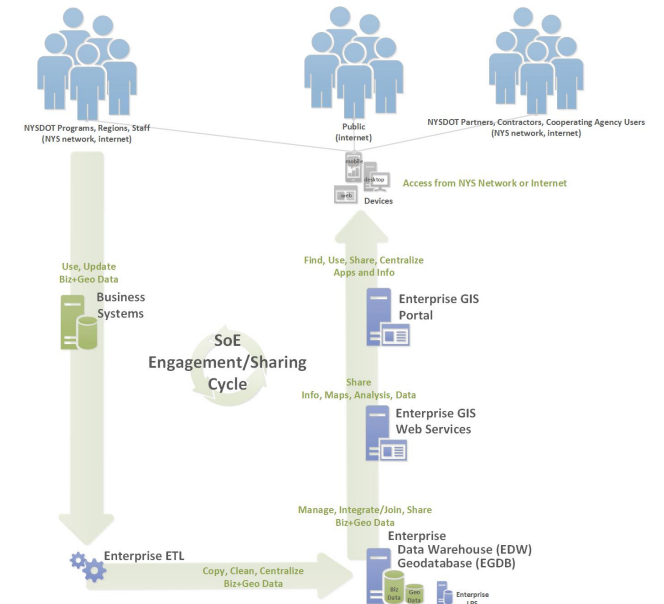 NYSDOT Programs, Regions, Staff
(NYS network, internet)
Public
(internet)
NYSDOT Partners, Contractors, Cooperating Agency Users
(NYS network, internet)
mobile
desktop
web
Devices
Access from NYS Network or Internet
Use, Update
Biz+Geo Data
Business
Systems
Find, Use, Share, Centralize
Apps and Info
Enterprise GIS
Portal
SoE
Engagement/Sharing
Cycle
Share
Info, Maps, Analysis, Data
Enterprise GIS
Web Services
Manage, Integrate/Join, Share
Biz+Geo Data
Enterprise
Data Warehouse (EDW)
Geodatabase (EGDB)
Enterprise ETL
Copy, Clean, Centralize
Biz+Geo Data
Biz
Data
Geo
Data
Enterprise